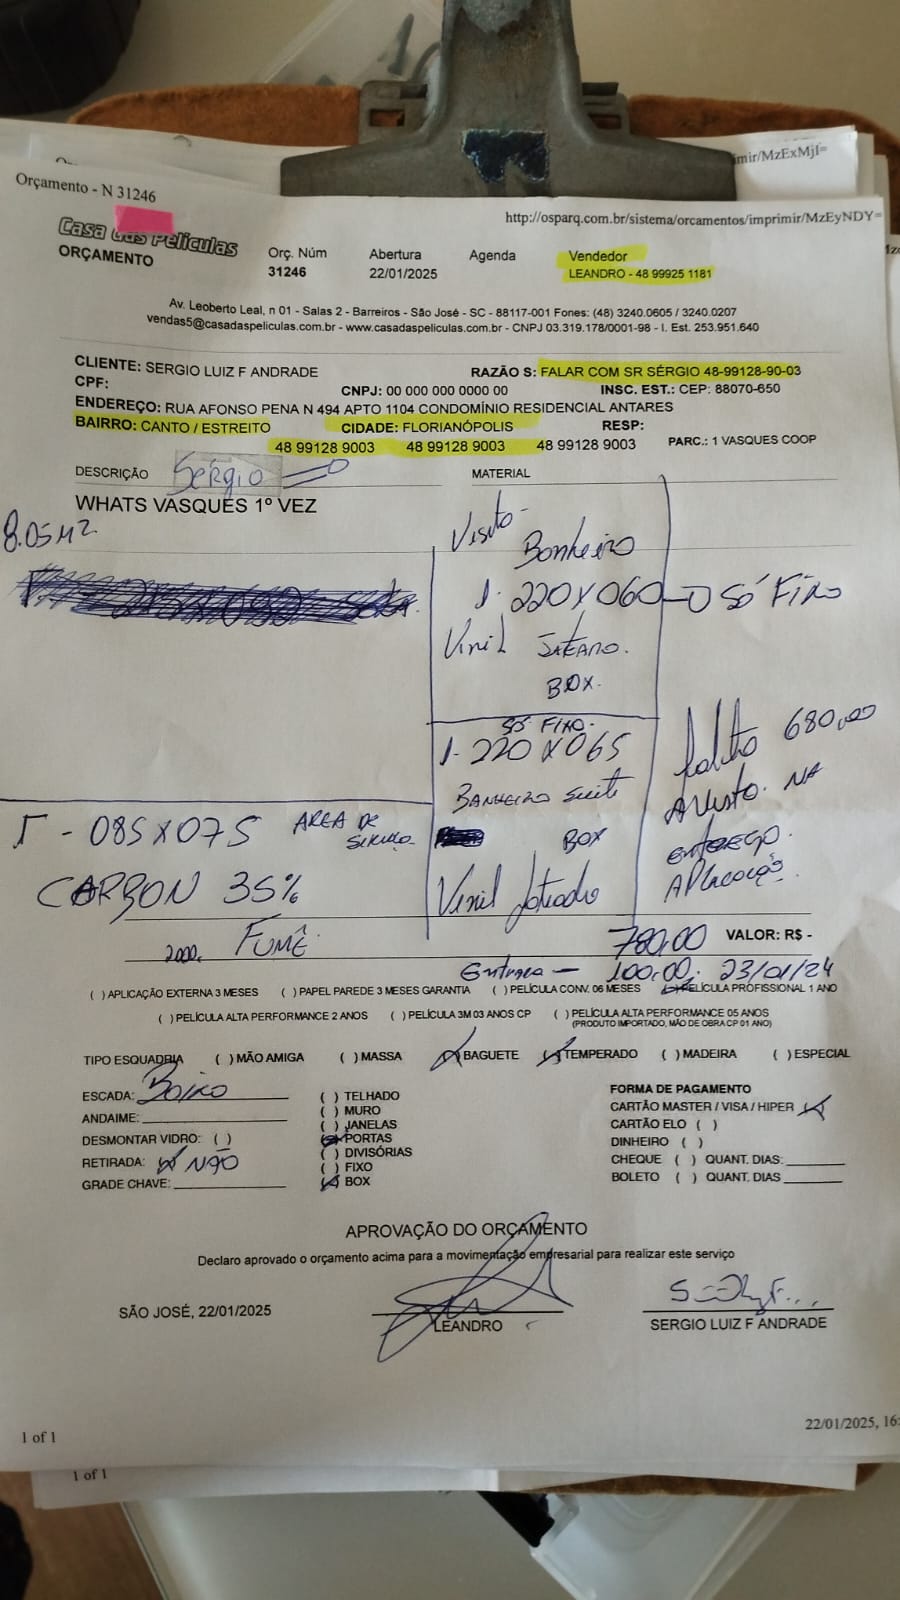 imir/MzExMjI=
Orçamento - N 31246
http://osparq.com.br/sistema/orcamentos/imprimir/MzEyNDY=
Casa das Películas
ORÇAMENTO
Orç. Núm Abertura Agenda Vendedor
31246 22/01/2025 LEANDRO - 48 99925 1181
Av. Leoberto Leal, n 01 - Salas 2 - Barreiros - São José - SC - 88117-001 Fones: (48) 3240.0605 / 3240.0207
vendas5@casadaspeliculas.com.br - www.casadaspeliculas.com.br - CNPJ 03.319.178/0001-98 - I. Est. 253.951.640
CLIENTE: SERGIO LUIZ F ANDRADE RAZÃO S: FALAR COM SR SÉRGIO 48-99128-90-03
CPF: CNPJ: 00 000 000 0000 00 INSC. EST.: CEP: 88070-650
ENDEREÇO: RUA AFONSO PENA N 494 APTO 1104 CONDOMÍNIO RESIDENCIAL ANTARES
BAIRRO: CANTO / ESTREITO CIDADE: FLORIANÓPOLIS RESP:
48 99128 9003 48 99128 9003 48 99128 9003 PARC.: 1 VASQUES COOP
DESCRIÇÃO Sérgio MATERIAL
WHATS VASQUES 1º VEZ
8.05 M2
Visito-
Banheiro
1- 220 X 060 - SÓ FIXO
Vinil JATEADO.
BOX.
SÓ FIXO-
1- 220 X 065
BANHEIRO Suite
BOX
Vinil Jateado
680,00
AVISTO. NA
ENTREGO.
APlacação.
1 - 085 X 075 AREA DE
SERVIÇO
CARBON 35%
FUMÊ
780,00 VALOR: R$ -
Entrada - 100,00; 23/01/24
( ) APLICAÇÃO EXTERNA 3 MESES ( ) PAPEL PAREDE 3 MESES GARANTIA ( ) PELÍCULA CONV. 06 MESES (x) PELÍCULA PROFISSIONAL 1 ANO
( ) PELÍCULA ALTA PERFORMANCE 2 ANOS ( ) PELÍCULA 3M 03 ANOS CP ( ) PELÍCULA ALTA PERFORMANCE 05 ANOS
(PRODUTO IMPORTADO, MÃO DE OBRA CP 01 ANO)
TIPO ESQUADRIA ( ) MÃO AMIGA ( ) MASSA (x) BAGUETE (x) TEMPERADO ( ) MADEIRA ( ) ESPECIAL
ESCADA: Baixo ( ) TELHADO FORMA DE PAGAMENTO
( ) MURO CARTÃO MASTER / VISA / HIPER (x)
ANDAIME: ( ) JANELAS CARTÃO ELO ( )
DESMONTAR VIDRO: ( ) (x) PORTAS DINHEIRO ( )
RETIRADA: (x) NÃO ( ) DIVISÓRIAS CHEQUE ( ) QUANT. DIAS:
( ) FIXO
GRADE CHAVE: (x) BOX BOLETO ( ) QUANT. DIAS
APROVAÇÃO DO ORÇAMENTO
Declaro aprovado o orçamento acima para a movimentação empresarial para realizar este serviço
SÃO JOSÉ, 22/01/2025 LEANDRO SERGIO LUIZ F ANDRADE
1 of 1 22/01/2025, 16:
1 of 1